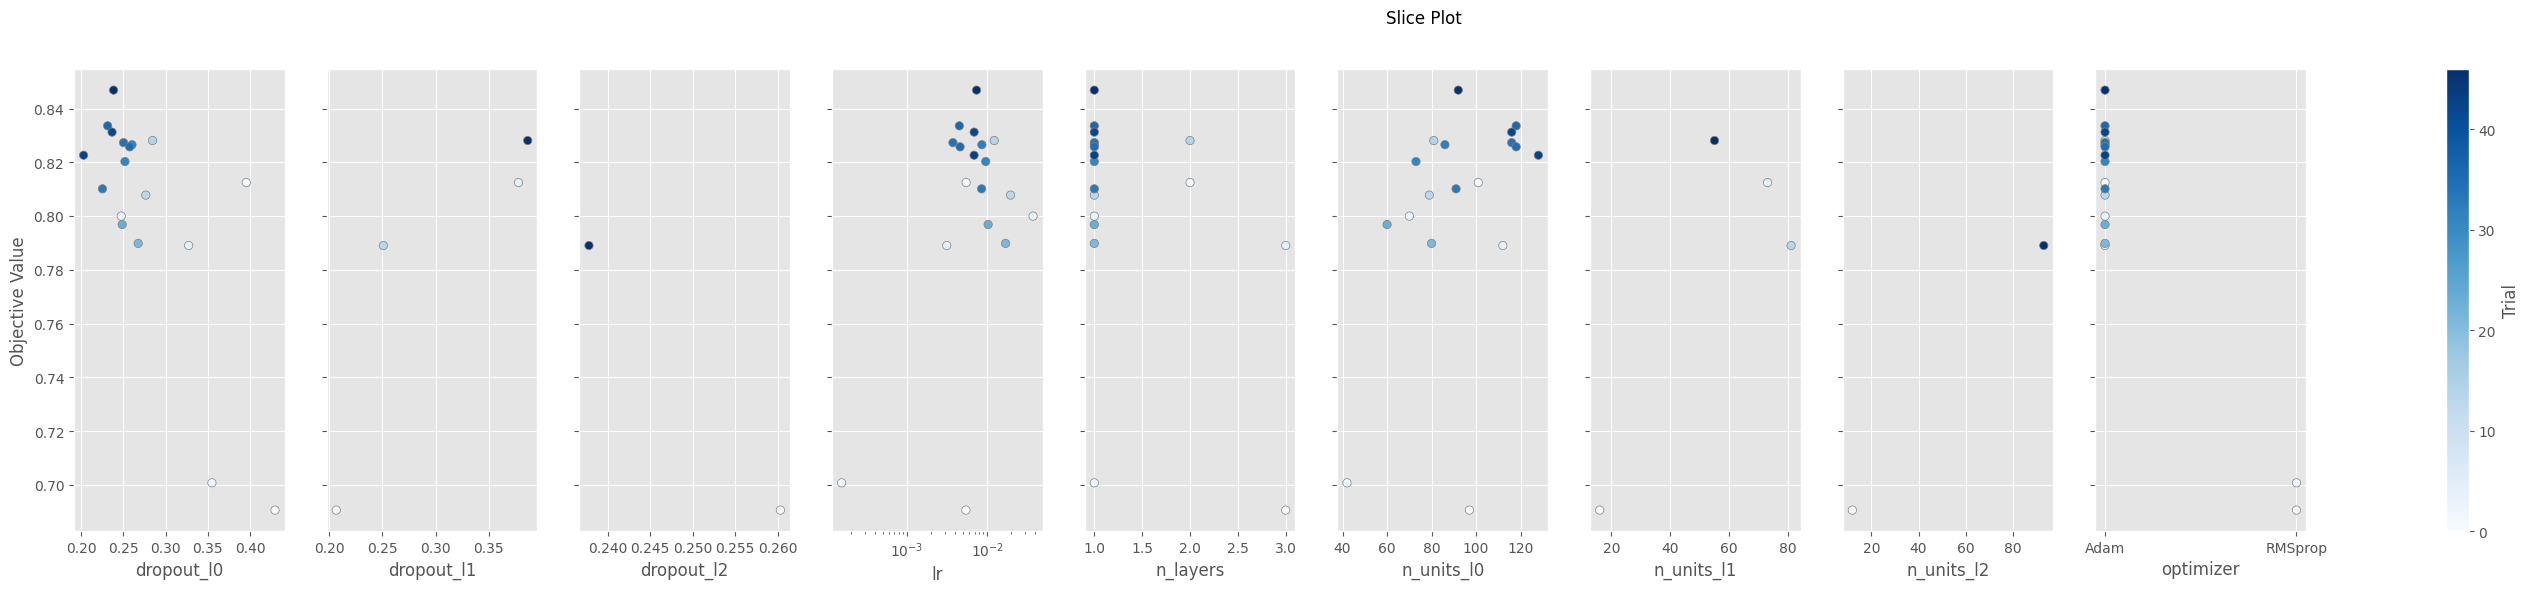 Slice Plot
Objective Value
0.84
0.82
0.80
0.78
0.76
0.74
0.72
0.70
0.20 0.25 0.30 0.35 0.40
dropout_l0
0.20 0.25 0.30 0.35
dropout_l1
0.240 0.245 0.250 0.255 0.260
dropout_l2
10⁻³ 10⁻²
lr
1.0 1.5 2.0 2.5 3.0
n_layers
40 60 80 100 120
n_units_l0
20 40 60 80
n_units_l1
20 40 60 80
n_units_l2
Adam RMSprop
optimizer
40
30
20
10
0
Trial